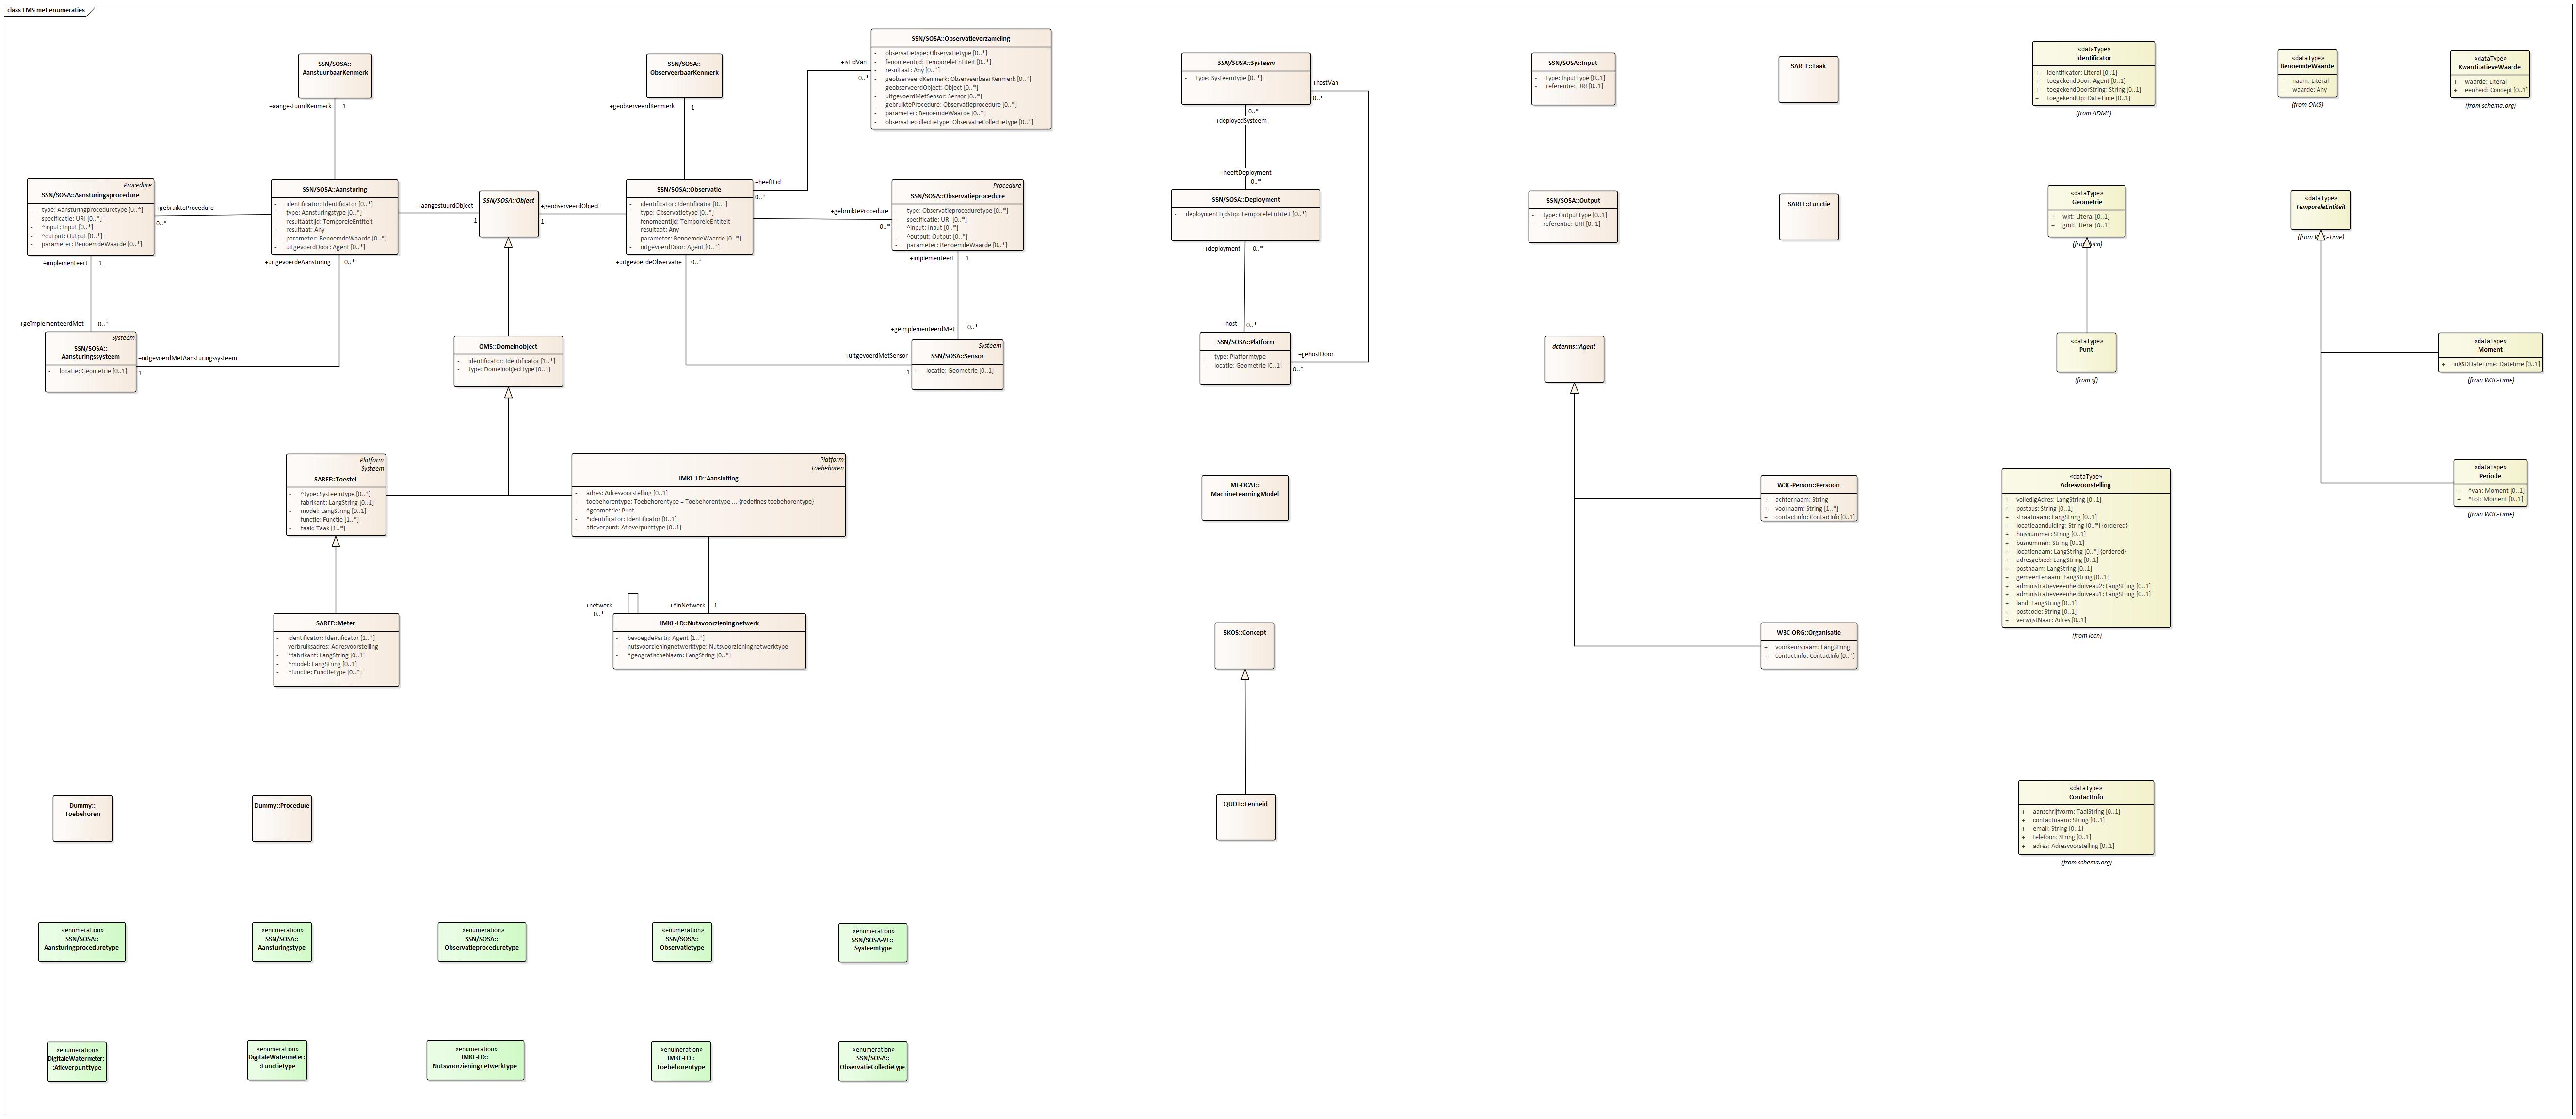 class EMS met enumeraties
SSN/SOSA::
AanstuurbaarKenmerk
+aangestuurdKenmerk
1
SSN/SOSA::
ObserveerbaarKenmerk
+geobserveerdKenmerk
1
SSN/SOSA::Observatieverzameling
- observatietype: Observatietype [0..*]
- fenomeentijd: TemporeleEntiteit [0..*]
- resultaat: Any [0..*]
- geobserveerdKenmerk: ObserveerbaarKenmerk [0..*]
- geobserveerdObject: Object [0..*]
- uitgevoerdMetSensor: Sensor [0..*]
- gebruikteProcedure: Observatieprocedure [0..*]
- parameter: BenoemdeWaarde [0..*]
- observatiecollectietype: ObservatieCollectietype [0..*]
+isLidVan
0..*
+heeftLid
0..*
Procedure
SSN/SOSA::Aansturingsprocedure
- type: Aansturingproceduretype [0..*]
- specificatie: URI [0..*]
- ^input: Input [0..*]
- ^output: Output [0..*]
- parameter: BenoemdeWaarde [0..*]
+gebruikteProcedure
0..*
SSN/SOSA::Aansturing
- identificator: Identificator [0..*]
- type: Aansturingstype [0..*]
- fenomeentijd: TemporeleEntiteit
- resultaattijd: TemporeleEntiteit
- resultaat: Any
- parameter: BenoemdeWaarde [0..*]
- uitgevoerdDoor: Agent [0..*]
+aangestuurdObject
1
SSN/SOSA::Object
+geobserveerdObject
1
SSN/SOSA::Observatie
- identificator: Identificator [0..*]
- type: Observatietype [0..*]
- fenomeentijd: TemporeleEntiteit
- resultaat: Any
- parameter: BenoemdeWaarde [0..*]
- uitgevoerdDoor: Agent [0..*]
+gebruikteProcedure
0..*
Procedure
SSN/SOSA::Observatieprocedure
- type: Observatieproceduretype [0..*]
- specificatie: URI [0..*]
- ^input: Input [0..*]
- ^output: Output [0..*]
- parameter: BenoemdeWaarde [0..*]
+implementeert
1
+geimplementeerdMet
0..*
Systeem
SSN/SOSA::
Aansturingssysteem
- locatie: Geometrie [0..1]
+uitgevoerdMetAansturingssysteem
1
+uitgevoerdeAansturing
0..*
+uitgevoerdeObservatie
0..*
+implementeert
1
+geimplementeerdMet
0..*
+uitgevoerdMetSensor
1
Systeem
SSN/SOSA::Sensor
- locatie: Geometrie [0..1]
OMS::Domeinobject
- identificator: Identificator [1..*]
- type: Domeinobjecttype [0..1]
Platform
Systeem
SAREF::Toestel
- ^type: Systeemtype [0..*]
- fabrikant: LangString [0..1]
- model: LangString [0..1]
- functie: Functie [1..*]
- taak: Taak [1..*]
Platform
Toebehoren
IMKL-LD::Aansluiting
- adres: Adresvoorstelling [0..1]
- toebehorentype: Toebehorentype = Toebehorentype ... {redefines toebehorentype}
- ^geometrie: Punt
- ^identificator: Identificator [0..1]
- afleverpunt: Afleverpunttype [0..1]
SAREF::Meter
- identificator: Identificator [1..*]
- verbruiksadres: Adresvoorstelling
- ^fabrikant: LangString [0..1]
- ^model: LangString [0..1]
- ^functie: Functietype [0..*]
+netwerk
0..*
+^inNetwerk
1
IMKL-LD::Nutsvoorzieningnetwerk
- bevoegdePartij: Agent [1..*]
- nutsvoorzieningnetwerktype: Nutsvoorzieningnetwerktype
- ^geografischeNaam: LangString [0..*]
Dummy::
Toebehoren
Dummy::Procedure
«enumeration»
SSN/SOSA::
Aansturingproceduretype
«enumeration»
SSN/SOSA::
Aansturingstype
«enumeration»
SSN/SOSA::
Observatieproceduretype
«enumeration»
SSN/SOSA::
Observatietype
«enumeration»
SSN/SOSA-VL::
Systeemtype
«enumeration»
DigitaleWatermeter:
:Afleverpunttype
«enumeration»
DigitaleWatermeter:
:Functietype
«enumeration»
IMKL-LD::
Nutsvoorzieningnetwerktype
«enumeration»
IMKL-LD::
Toebehorentype
«enumeration»
SSN/SOSA::
ObservatieCollectietype
SSN/SOSA::Systeem
- type: Systeemtype [0..*]
+hostVan
0..*
0..*
+deployedSysteem
+heeftDeployment
0..*
SSN/SOSA::Deployment
- deploymentTijdstip: TemporeleEntiteit [0..*]
+deployment
0..*
+host
0..*
SSN/SOSA::Platform
- type: Platformtype
- locatie: Geometrie [0..1]
+gehostDoor
0..*
ML-DCAT::
MachineLearningModel
SKOS::Concept
QUDT::Eenheid
SSN/SOSA::Input
- type: InputType [0..1]
- referentie: URI [0..1]
SAREF::Taak
SSN/SOSA::Output
- type: OutputType [0..1]
- referentie: URI [0..1]
SAREF::Functie
dcterms::Agent
W3C-Person::Persoon
+ achternaam: String
+ voornaam: String [1..*]
+ contactinfo: ContactInfo [0..1]
W3C-ORG::Organisatie
+ voorkeursnaam: LangString
+ contactinfo: ContactInfo [0..*]
«dataType»
Identificator
+ identificator: Literal [0..1]
+ toegekendDoor: Agent [0..1]
+ toegekendDoorString: String [0..1]
+ toegekendOp: DateTime [0..1]
(from ADMS)
«dataType»
BenoemdeWaarde
- naam: Literal
- waarde: Any
(from OMS)
«dataType»
KwantitatieveWaarde
+ waarde: Literal
+ eenheid: Concept [0..1]
(from schema.org)
«dataType»
Geometrie
+ wkt: Literal [0..1]
+ gml: Literal [0..1]
(from locn)
«dataType»
TemporeleEntiteit
(from W3C-Time)
«dataType»
Punt
(from sf)
«dataType»
Moment
+ inXSDDateTime: DateTime [0..1]
(from W3C-Time)
«dataType»
Periode
+ ^van: Moment [0..1]
+ ^tot: Moment [0..1]
(from W3C-Time)
«dataType»
Adresvoorstelling
+ volledigAdres: LangString [0..1]
+ postbus: String [0..1]
+ straatnaam: LangString [0..1]
+ locatieaanduiding: String [0..*] {ordered}
+ huisnummer: String [0..1]
+ busnummer: String [0..1]
+ locatienaam: LangString [0..*] {ordered}
+ adresgebied: LangString [0..1]
+ postnaam: LangString [0..1]
+ gemeentenaam: LangString [0..1]
+ administratieveeenheidniveau2: LangString [0..1]
+ administratieveeenheidniveau1: LangString [0..1]
+ land: LangString [0..1]
+ postcode: String [0..1]
+ verwijstNaar: Adres [0..1]
(from locn)
«dataType»
ContactInfo
+ aanschrijfvorm: TaalString [0..1]
+ contactnaam: String [0..1]
+ email: String [0..1]
+ telefoon: String [0..1]
+ adres: Adresvoorstelling [0..1]
(from schema.org)